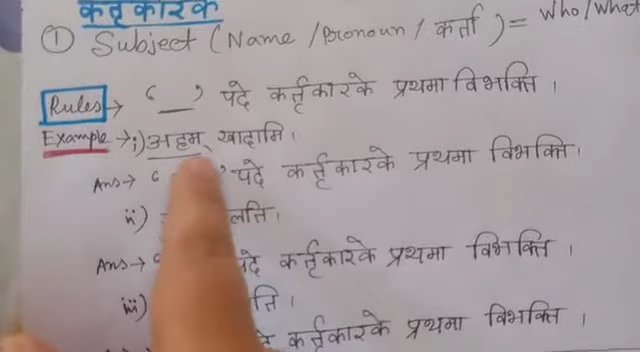 कर्तृकारके
① Subject (Name /Pronoun / कर्ता) = Who/What
Rules → ‘ __ ’ पदे कर्तृकारके प्रथमा विभक्ति ।
Example → i) अहम् खादामि ।
Ans → ‘ ’ पदे कर्तृकारके प्रथमा विभक्ति ।
ii) लति ।
Ans → ‘ पदे कर्तृकारके प्रथमा विभक्ति ।
iii) ति ।
कर्तृकारके प्रथमा विभक्ति ।